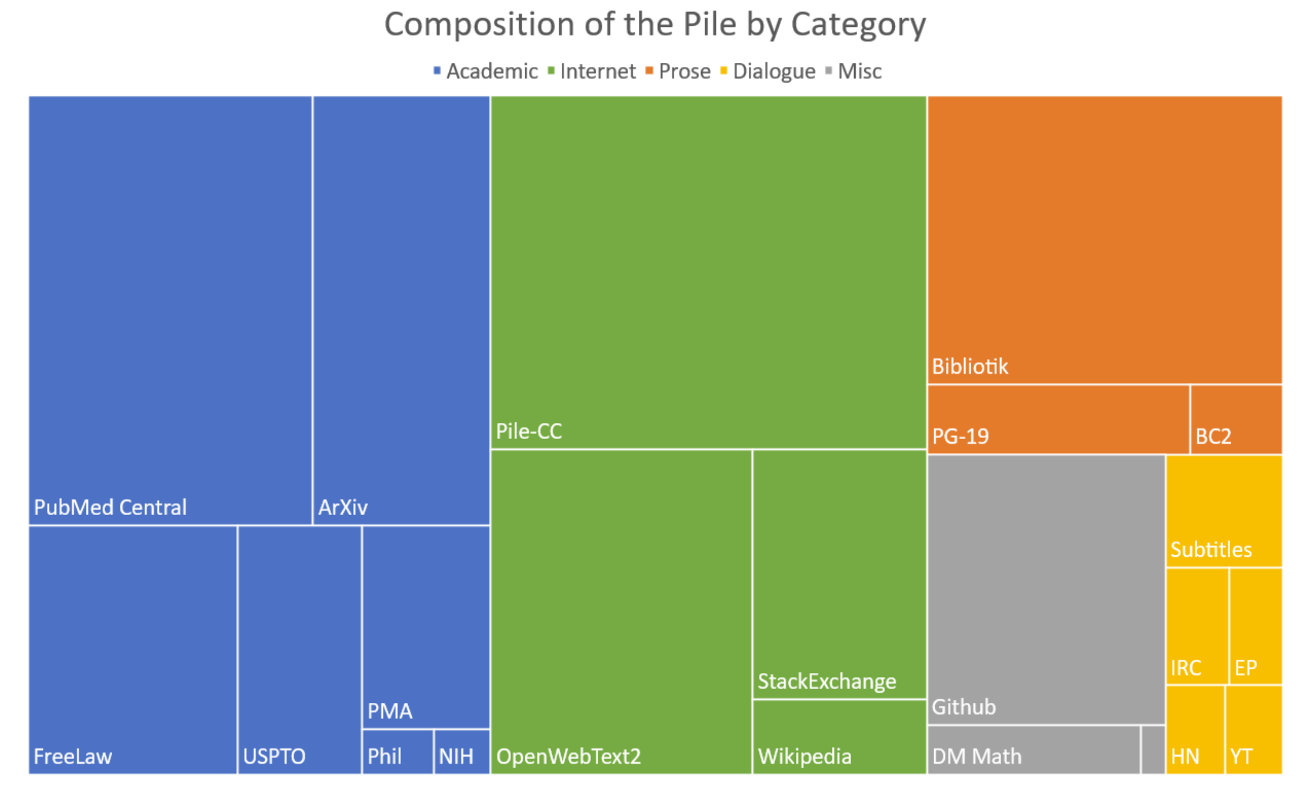 Composition of the Pile by Category
Academic Internet Prose Dialogue Misc
PubMed Central
ArXiv
FreeLaw
USPTO
PMA
Phil
NIH
Pile-CC
OpenWebText2
StackExchange
Wikipedia
Bibliotik
PG-19
BC2
Github
DM Math
Subtitles
IRC
EP
HN
YT